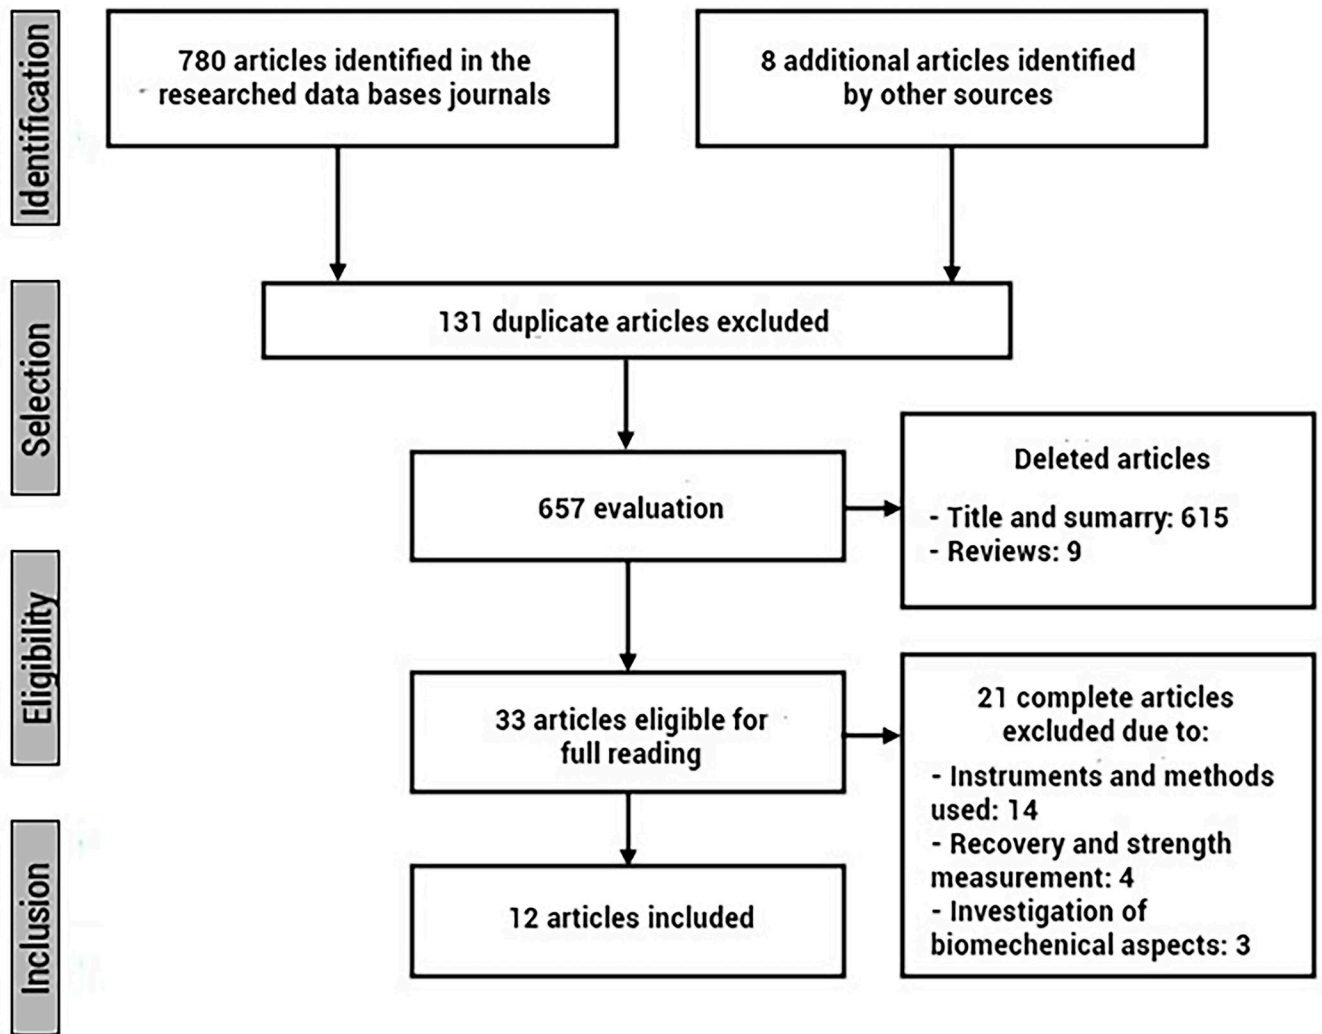 Identification
780 articles identified in the
researched data bases journals
8 additional articles identified
by other sources
Selection
131 duplicate articles excluded
657 evaluation
Deleted articles
- Title and sumarry: 615
- Reviews: 9
Eligibility
33 articles eligible for
full reading
21 complete articles
excluded due to:
- Instruments and methods
used: 14
- Recovery and strength
measurement: 4
- Investigation of
biomechenical aspects: 3
Inclusion
12 articles included